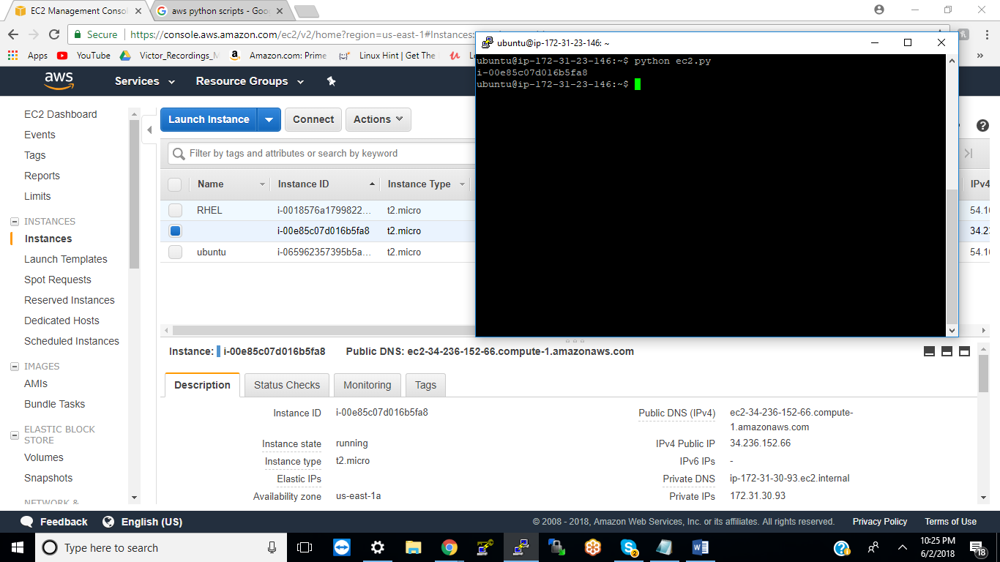 EC2 Management Conso
aws python scripts - Goo
Secure
https://console.aws.amazon.com/ec2/v2/home?region=us-east-1#Instances:
Apps
YouTube
Victor_Recordings_M
Amazon.com: Prime
Linux Hint | Get The
»
aws
Services
Resource Groups
ubuntu@ip-172-31-23-146: ~
ubuntu@ip-172-31-23-146:~$ python ec2.py
i-00e85c07d016b5fa8
ubuntu@ip-172-31-23-146:~$
EC2 Dashboard
Events
Tags
Reports
Limits
INSTANCES
Instances
Launch Templates
Spot Requests
Reserved Instances
Dedicated Hosts
Scheduled Instances
IMAGES
AMIs
Bundle Tasks
ELASTIC BLOCK
STORE
Volumes
Snapshots
NETWORK &
Launch Instance
Connect
Actions
Filter by tags and attributes or search by keyword
Name Instance ID Instance Type IPv4
RHEL i-0018576a1799822... t2.micro 54.16
i-00e85c07d016b5fa8 t2.micro 34.23
ubuntu i-065962357395b5a... t2.micro 54.16
Instance: i-00e85c07d016b5fa8 Public DNS: ec2-34-236-152-66.compute-1.amazonaws.com
Description Status Checks Monitoring Tags
Instance ID i-00e85c07d016b5fa8
Instance state running
Instance type t2.micro
Elastic IPs
Availability zone us-east-1a
Public DNS (IPv4) ec2-34-236-152-66.compute-
1.amazonaws.com
IPv4 Public IP 34.236.152.66
IPv6 IPs -
Private DNS ip-172-31-30-93.ec2.internal
Private IPs 172.31.30.93
Feedback
English (US)
© 2008 - 2018, Amazon Web Services, Inc. or its affiliates. All rights reserved.
Privacy Policy
Terms of Use
Type here to search
2
10:25 PM
6/2/2018
18